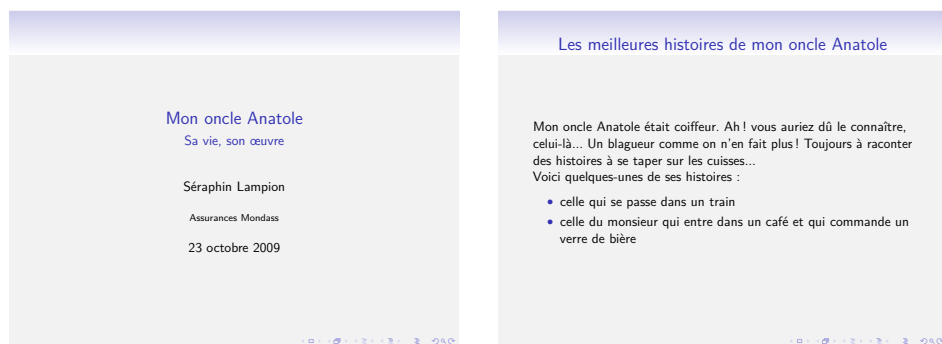 Mon oncle Anatole
Sa vie, son œuvre
Séraphin Lampion
Assurances Mondass
23 octobre 2009
Les meilleures histoires de mon oncle Anatole
Mon oncle Anatole était coiffeur. Ah ! vous auriez dû le connaître,
celui-là... Un blagueur comme on n'en fait plus ! Toujours à raconter
des histoires à se taper sur les cuisses...
Voici quelques-unes de ses histoires :
• celle qui se passe dans un train
• celle du monsieur qui entre dans un café et qui commande un
verre de bière